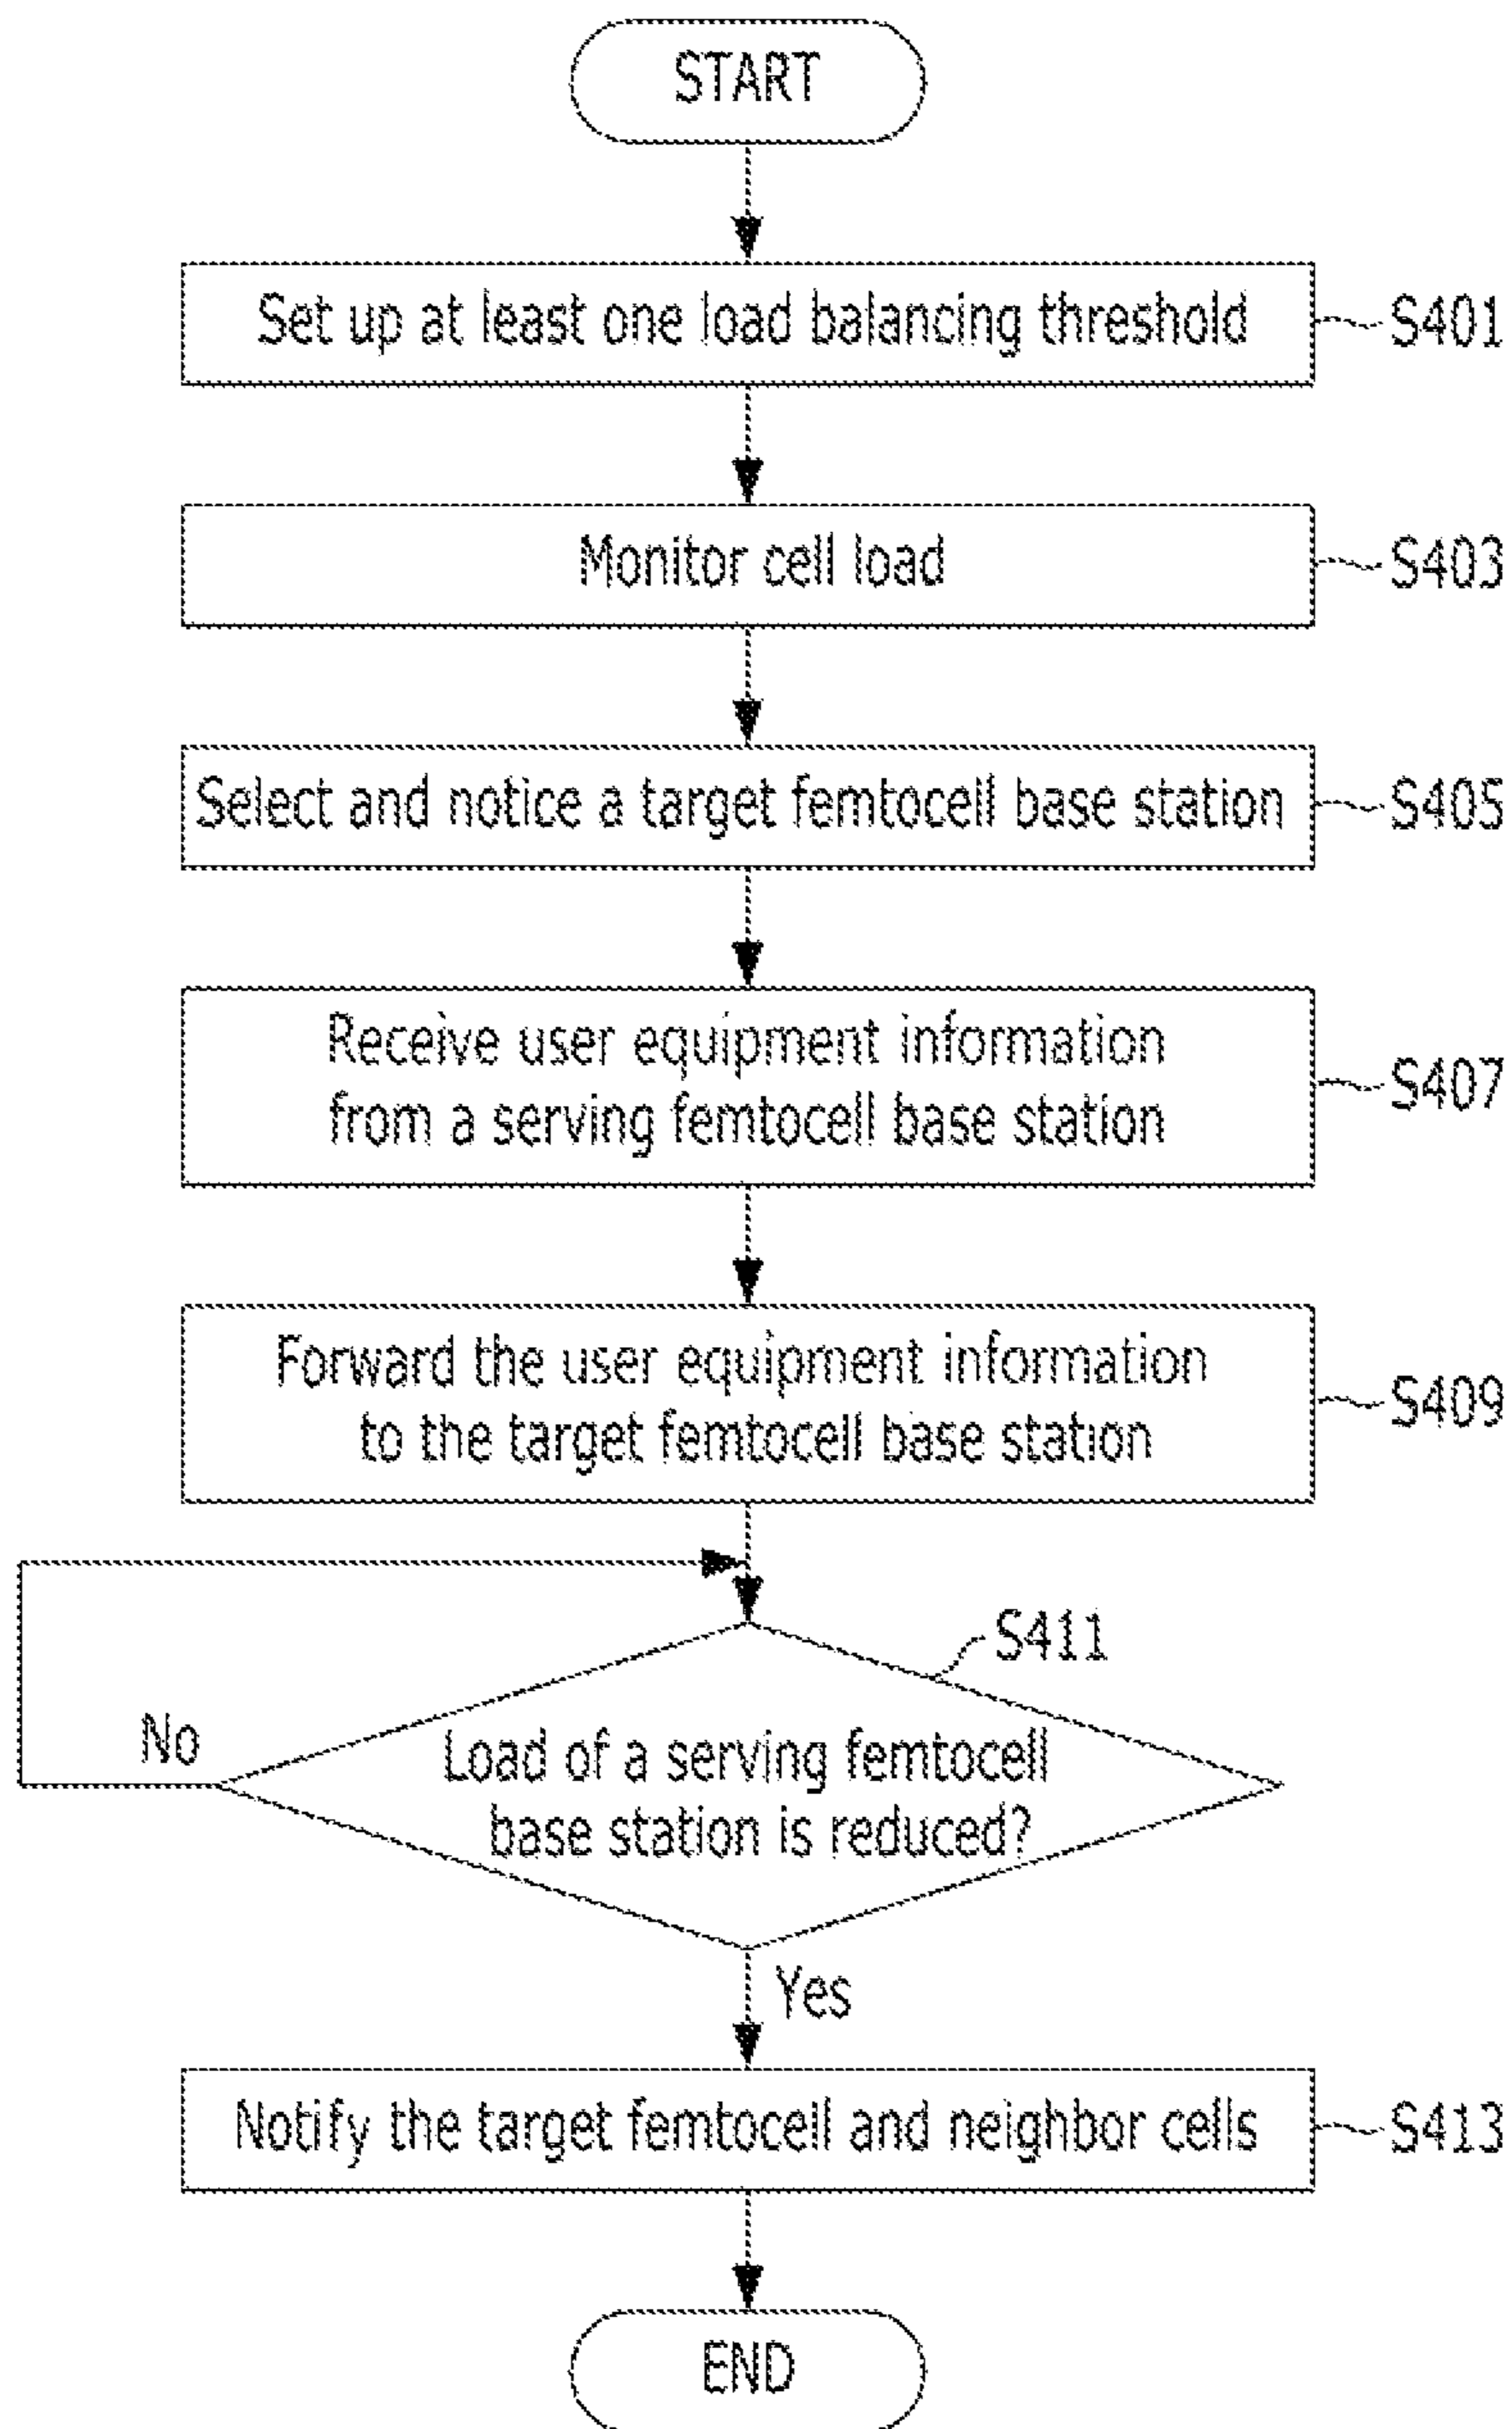 START
Set up at least one load balancing threshold
S401
Monitor cell load
S403
Select and notice a target femtocell base station
S405
Receive user equipment information
from a serving femtocell base station
S407
Forward the user equipment information
to the target femtocell base station
S409
S411
No
Load of a serving femtocell
base station is reduced?
Yes
Notify the target femtocell and neighbor cells
S413
END